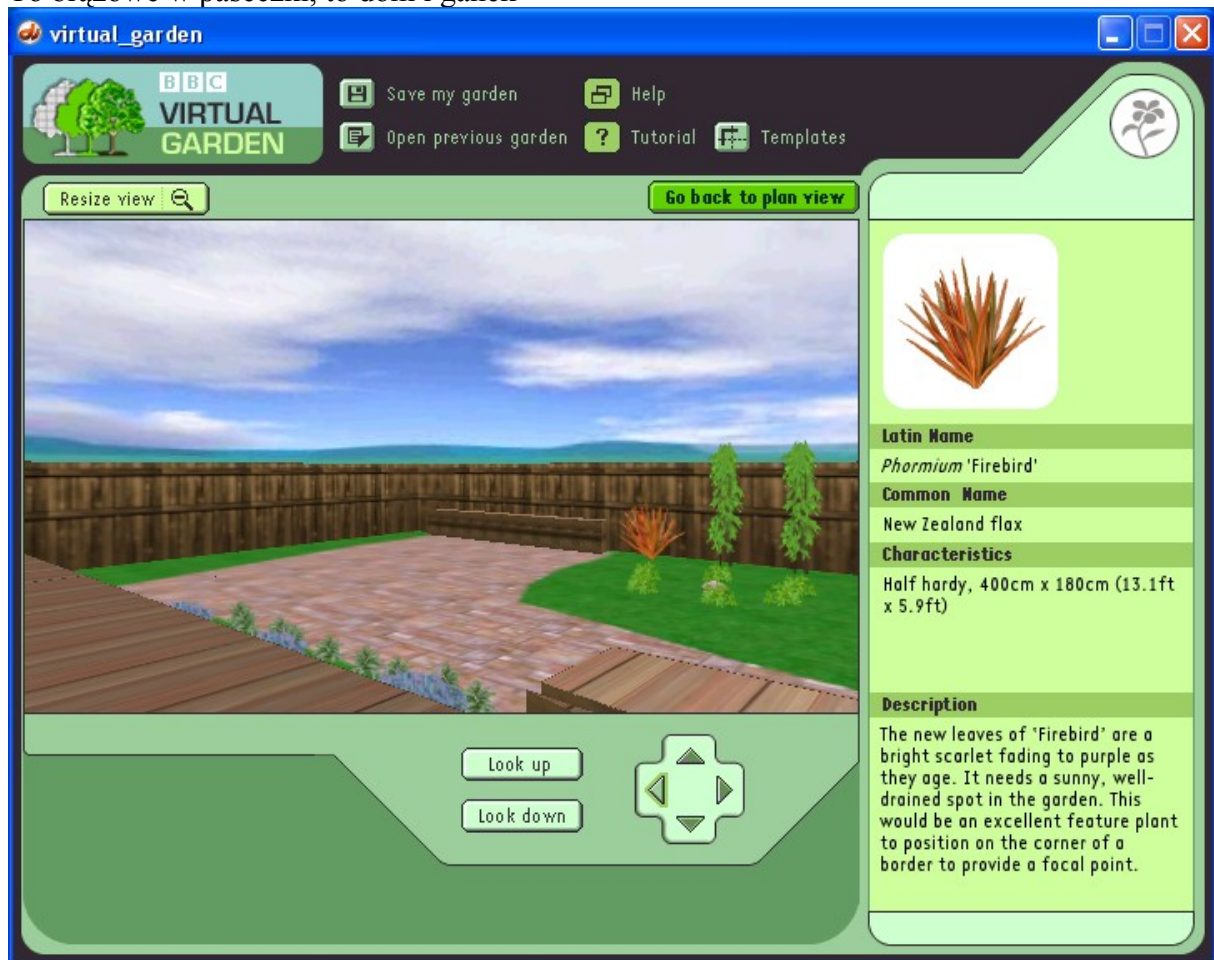 virtual_garden
BBC
VIRTUAL
GARDEN
Save my garden
Help
Open previous garden
? Tutorial
Templates
Resize view
Go back to plan view
Latin Name
Phormium 'Firebird'
Common Name
New Zealand flax
Characteristics
Half hardy, 400cm x 180cm (13.1ft
x 5.9ft)
Description
The new leaves of 'Firebird' are a
bright scarlet fading to purple as
they age. It needs a sunny, well-
drained spot in the garden. This
would be an excellent feature plant
to position on the corner of a
border to provide a focal point.
Look up
Look down